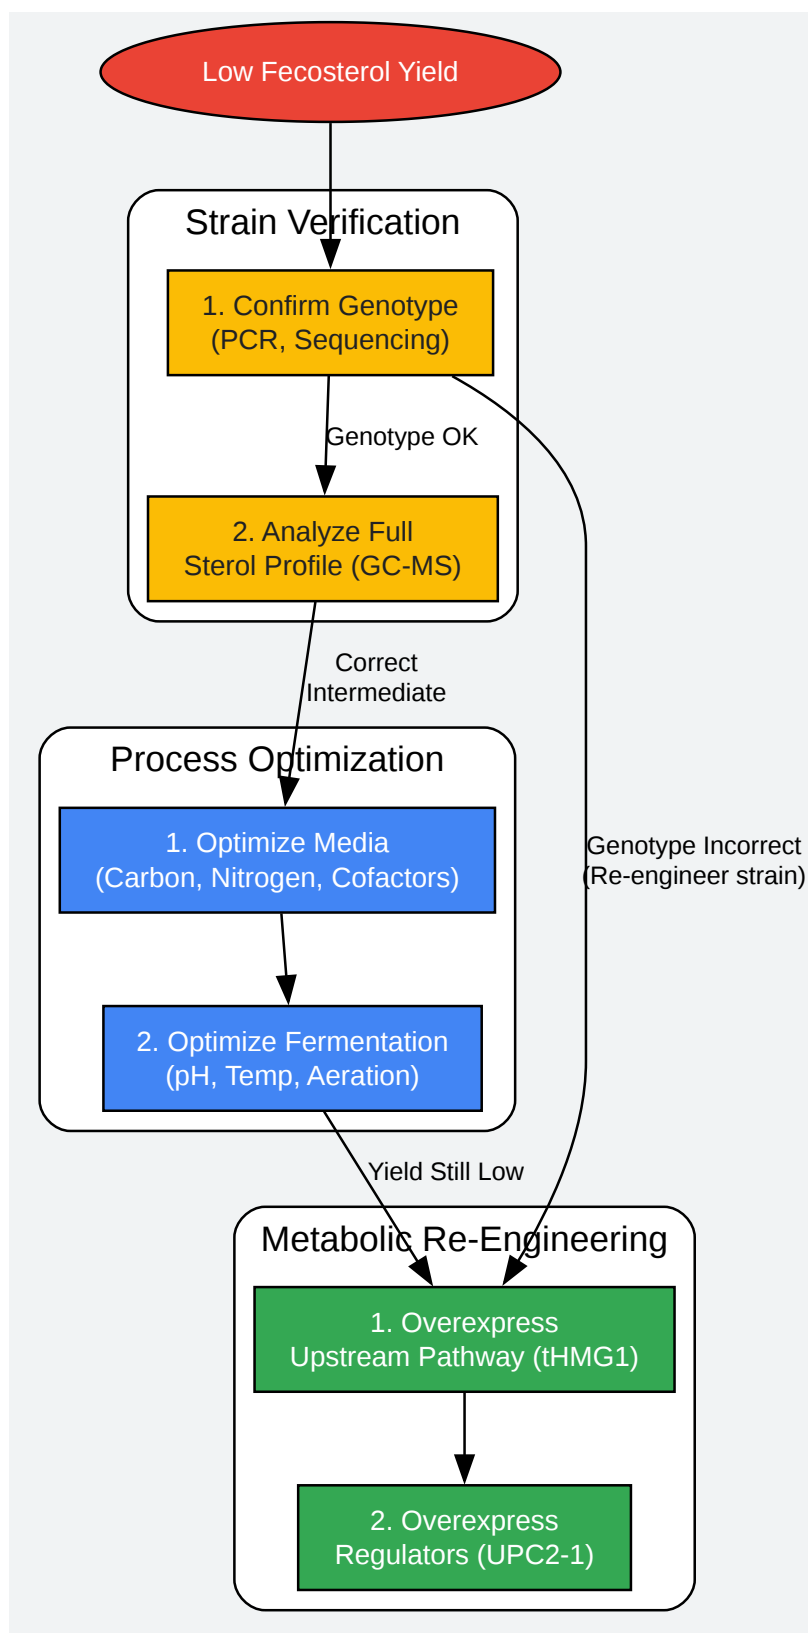 Low Fecosterol Yield
Strain Verification
1. Confirm Genotype
(PCR, Sequencing)
Genotype OK
2. Analyze Full
Sterol Profile (GC-MS)
Correct
Intermediate
Process Optimization
1. Optimize Media
(Carbon, Nitrogen, Cofactors)
Genotype Incorrect
(Re-engineer strain)
2. Optimize Fermentation
(pH, Temp, Aeration)
Yield Still Low
Metabolic Re-Engineering
1. Overexpress
Upstream Pathway (tHMG1)
2. Overexpress
Regulators (UPC2-1)